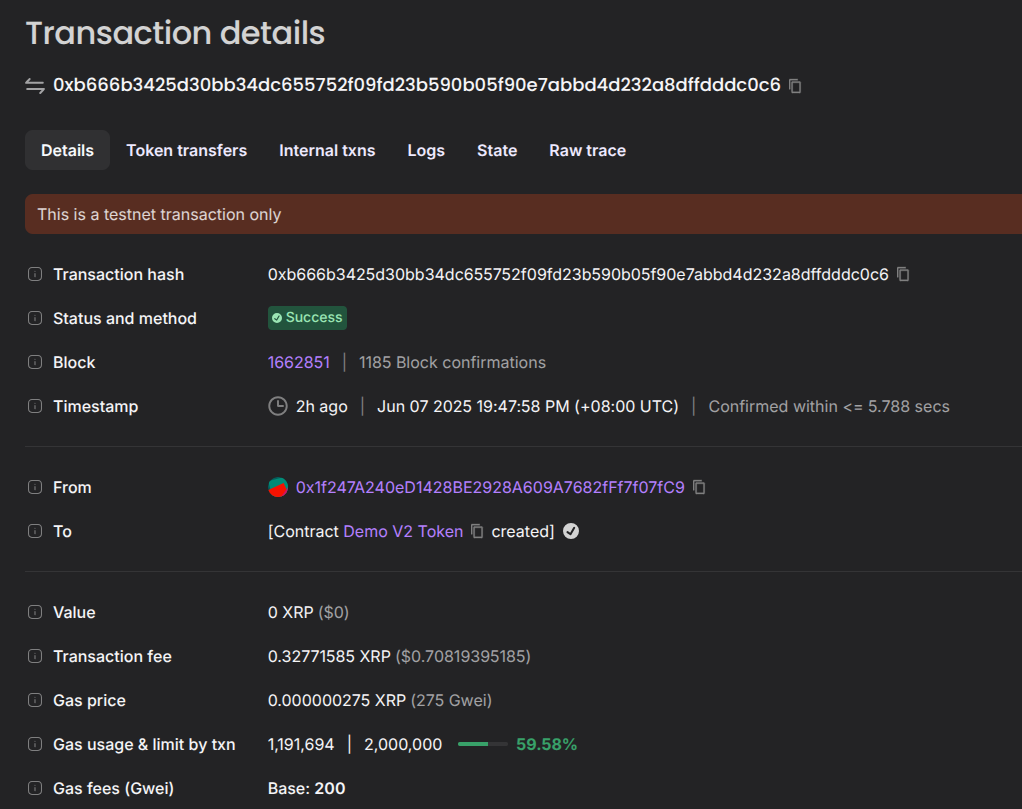 Transaction details
0xb666b3425d30bb34dc655752f09fd23b590b05f90e7abbd4d232a8dffdddc0c6
Details Token transfers Internal txns Logs State Raw trace
This is a testnet transaction only
Transaction hash 0xb666b3425d30bb34dc655752f09fd23b590b05f90e7abbd4d232a8dffdddc0c6
Status and method Success
Block 1662851 | 1185 Block confirmations
Timestamp 2h ago | Jun 07 2025 19:47:58 PM (+08:00 UTC) | Confirmed within <= 5.788 secs
From 0x1f247A240eD1428BE2928A609A7682fFf7f07fC9
To [Contract Demo V2 Token created]
Value 0 XRP ($0)
Transaction fee 0.32771585 XRP ($0.70819395185)
Gas price 0.000000275 XRP (275 Gwei)
Gas usage & limit by txn 1,191,694 | 2,000,000 59.58%
Gas fees (Gwei) Base: 200